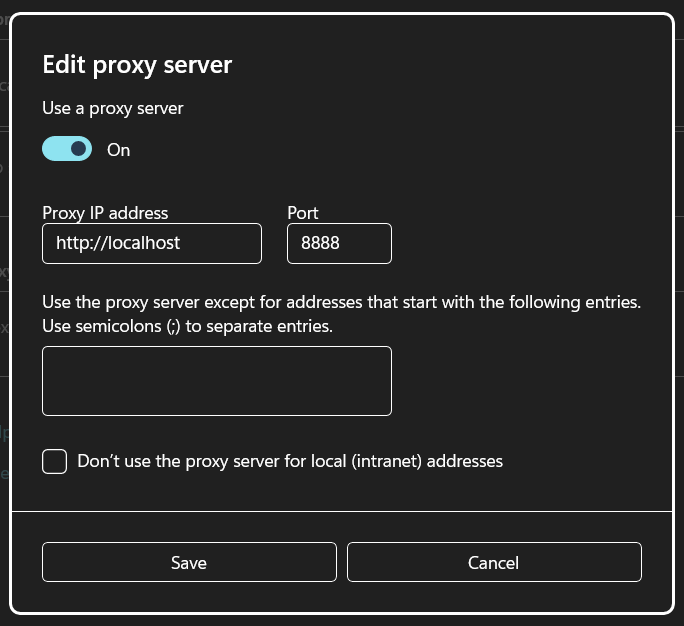 Edit proxy server
Use a proxy server
On
Proxy IP address Port
http://localhost 8888
Use the proxy server except for addresses that start with the following entries.
Use semicolons (;) to separate entries.
Don't use the proxy server for local (intranet) addresses
Save Cancel